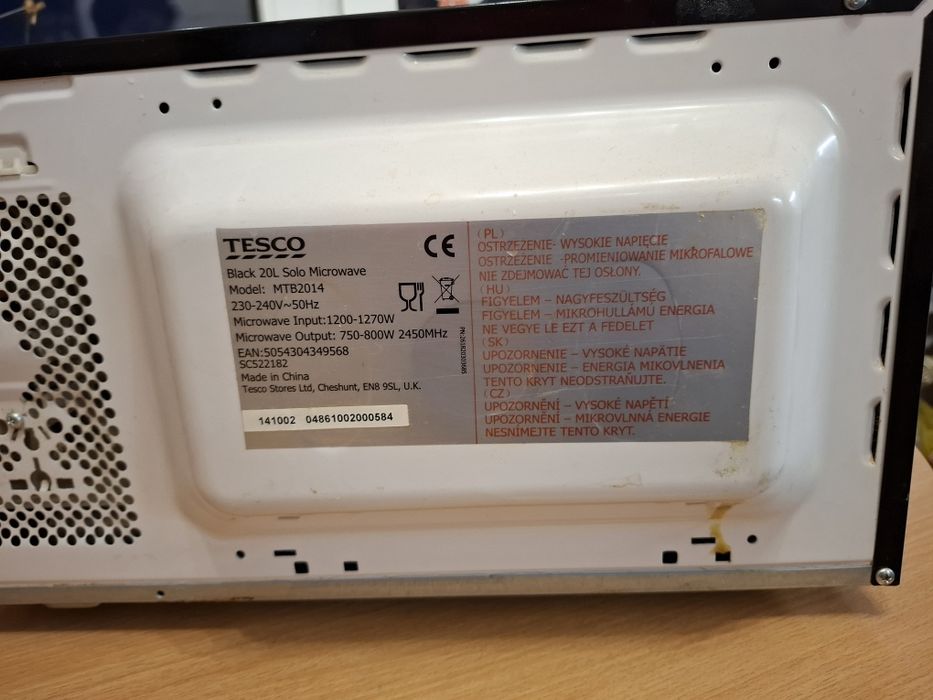 TESCO
CE
Black 20L Solo Microwave
Model: MTB2014
230-240V~50Hz
Microwave Input:1200-1270W
Microwave Output: 750-800W 2450MHz
EAN:5054304349568
SC522182
Made in China
Tesco Stores Ltd, Cheshunt, EN8 9SL, U.K.
141002 04861002000584
(PL)
OSTRZEŻENIE- WYSOKIE NAPIĘCIE
OSTRZEŻENIE -PROMIENIOWANIE MIKROFALOWE
NIE ZDEJMOWAĆ TEJ OSŁONY.
(HU)
FIGYELEM – NAGYFESZÜLTSÉG
FIGYELEM – MIKROHULLÁMÚ ENERGIA
NE VEGYE LE EZT A FEDELET
(SK)
UPOZORNENIE – VYSOKÉ NAPÄTIE
UPOZORNENIE – ENERGIA MIKOVLNENIA
TENTO KRYT NEODSTRAŇUJTE.
(CZ)
UPOZORNĚNÍ – VYSOKÉ NAPĚTÍ
UPOZORNĚNÍ – MIKROVLNNÁ ENERGIE
NESNÍMEJTE TENTO KRYT.